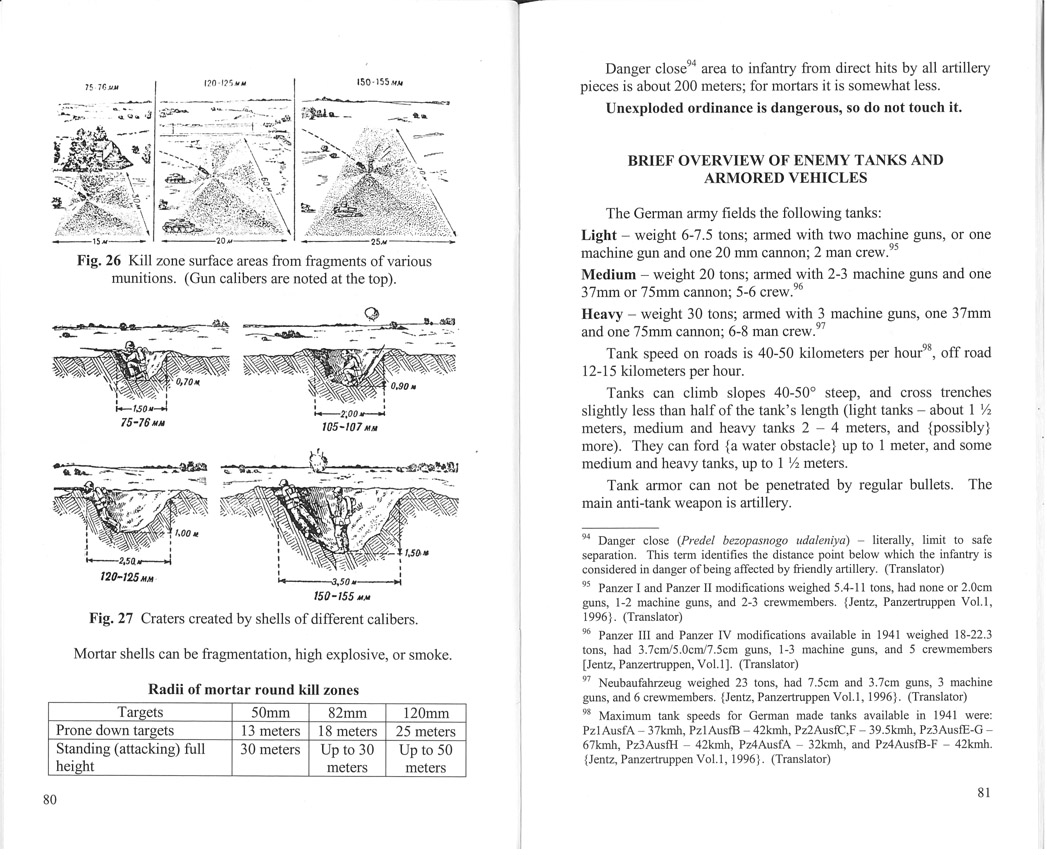 75-76 мм
120-125 мм
150-155 мм
15 м
20 м
25 м
Fig. 26 Kill zone surface areas from fragments of various
munitions. (Gun calibers are noted at the top).
0,70 м
1,50 м
75-76 мм
0,90 м
2,00 м
105-107 мм
1,00 м
2,50 м
120-125 мм
1,50 м
3,50 м
150-155 мм
Fig. 27 Craters created by shells of different calibers.
Mortar shells can be fragmentation, high explosive, or smoke.
Radii of mortar round kill zones
Targets 50mm 82mm 120mm
Prone down targets 13 meters 18 meters 25 meters
Standing (attacking) full 30 meters Up to 30 Up to 50
height meters meters
80
Danger close94 area to infantry from direct hits by all artillery
pieces is about 200 meters; for mortars it is somewhat less.
Unexploded ordinance is dangerous, so do not touch it.
BRIEF OVERVIEW OF ENEMY TANKS AND
ARMORED VEHICLES
The German army fields the following tanks:
Light – weight 6-7.5 tons; armed with two machine guns, or one
machine gun and one 20 mm cannon; 2 man crew.95
Medium – weight 20 tons; armed with 2-3 machine guns and one
37mm or 75mm cannon; 5-6 crew.96
Heavy – weight 30 tons; armed with 3 machine guns, one 37mm
and one 75mm cannon; 6-8 man crew.97
Tank speed on roads is 40-50 kilometers per hour98, off road
12-15 kilometers per hour.
Tanks can climb slopes 40-50° steep, and cross trenches
slightly less than half of the tank's length (light tanks – about 1 ½
meters, medium and heavy tanks 2 – 4 meters, and {possibly}
more). They can ford {a water obstacle} up to 1 meter, and some
medium and heavy tanks, up to 1 ½ meters.
Tank armor can not be penetrated by regular bullets. The
main anti-tank weapon is artillery.
94 Danger close (Predel bezopasnogo udaleniya) – literally, limit to safe
separation. This term identifies the distance point below which the infantry is
considered in danger of being affected by friendly artillery. (Translator)
95 Panzer I and Panzer II modifications weighed 5.4-11 tons, had none or 2.0cm
guns, 1-2 machine guns, and 2-3 crewmembers. {Jentz, Panzertruppen Vol.1,
1996}. (Translator)
96 Panzer III and Panzer IV modifications available in 1941 weighed 18-22.3
tons, had 3.7cm/5.0cm/7.5cm guns, 1-3 machine guns, and 5 crewmembers
[Jentz, Panzertruppen, Vol.1]. (Translator)
97 Neubaufahrzeug weighed 23 tons, had 7.5cm and 3.7cm guns, 3 machine
guns, and 6 crewmembers. {Jentz, Panzertruppen Vol.1, 1996}. (Translator)
98 Maximum tank speeds for German made tanks available in 1941 were:
Pz1AusfA – 37kmh, Pz1AusfB – 42kmh, Pz2AusfC,F – 39.5kmh, Pz3AusfE-G –
67kmh, Pz3AusfH – 42kmh, Pz4AusfA – 32kmh, and Pz4AusfB-F – 42kmh.
{Jentz, Panzertruppen Vol.1, 1996}. (Translator)
81